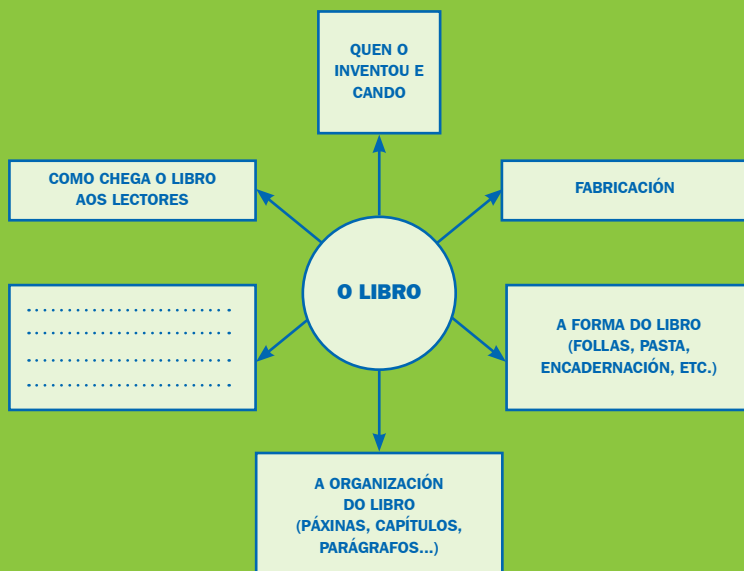 QUEN O
INVENTOU E
CANDO
COMO CHEGA O LIBRO
AOS LECTORES
FABRICACIÓN
O LIBRO
A FORMA DO LIBRO
(FOLLAS, PASTA,
ENCADERNACIÓN, ETC.)
A ORGANIZACIÓN
DO LIBRO
(PÁXINAS, CAPÍTULOS,
PARÁGRAFOS...)